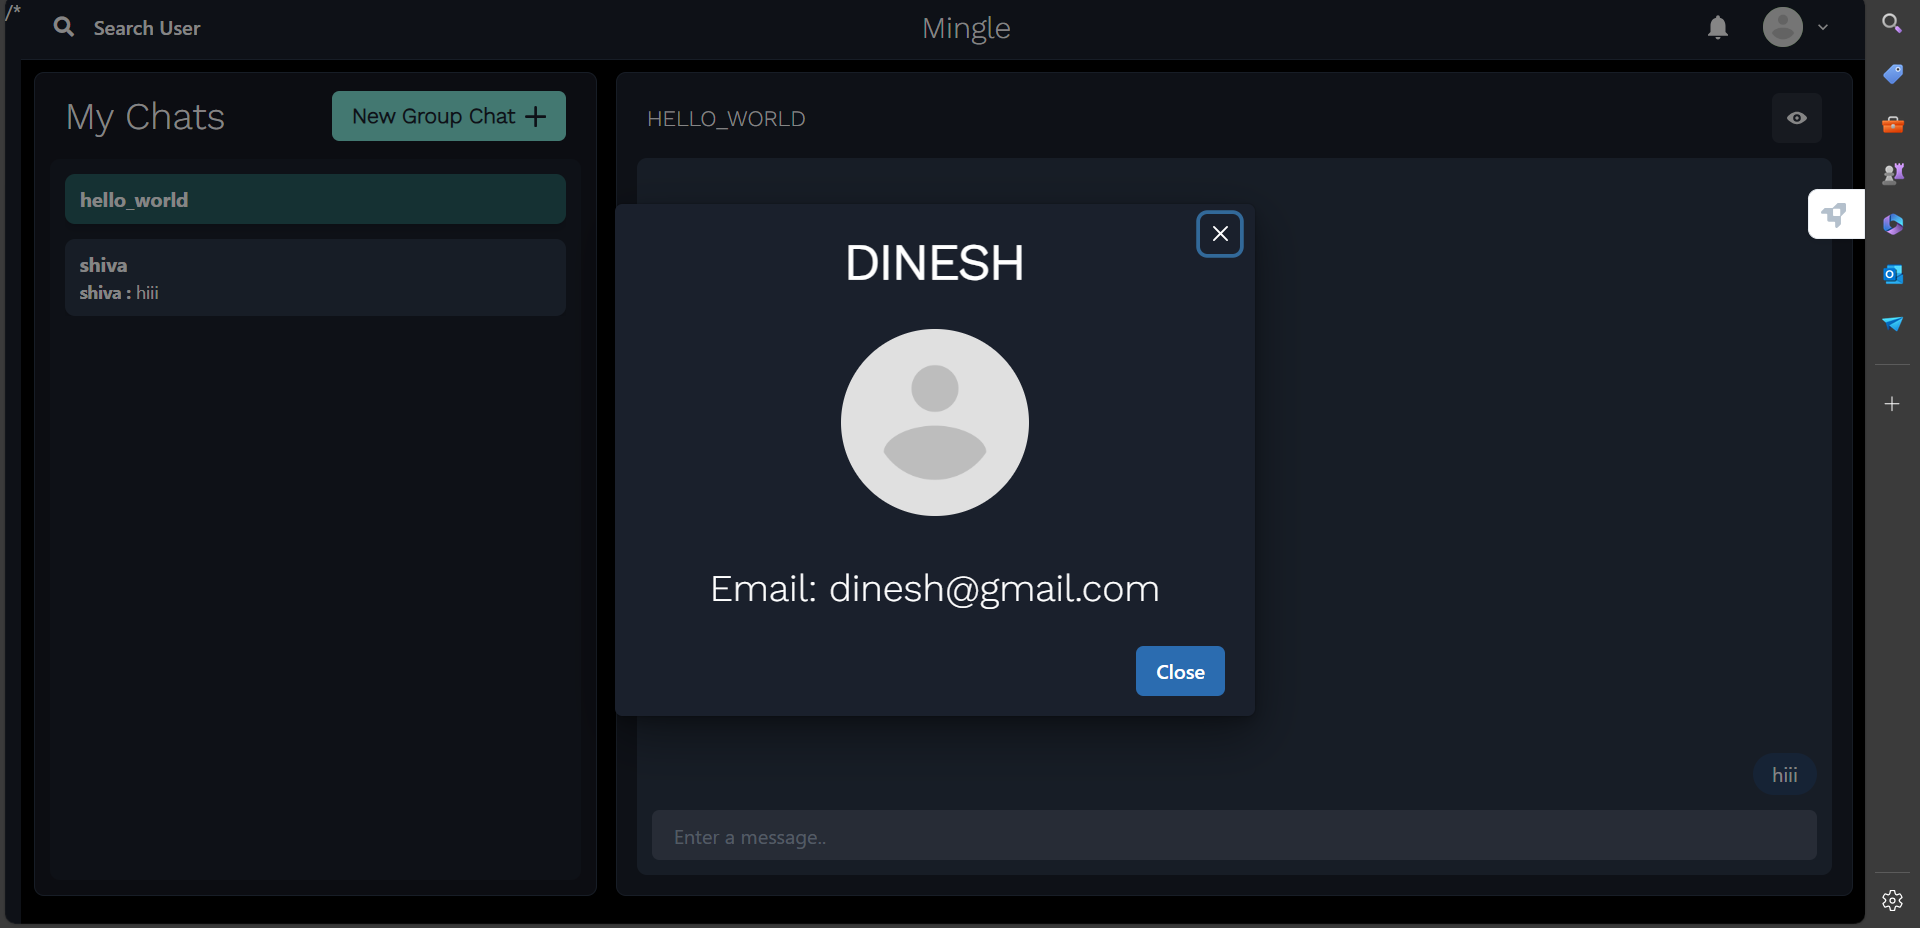 /*
Search User
Mingle
My Chats
New Group Chat +
hello_world
shiva
shiva : hiii
HELLO_WORLD
DINESH
Email: dinesh@gmail.com
Close
hiii
Enter a message..